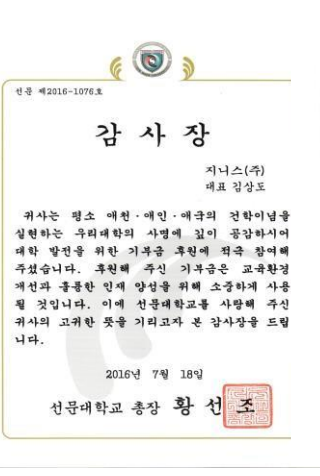 선문 제2016-1076호
감 사 장
지니스(주)
대표 김상도
귀사는 평소 애천·애인·애국의 건학이념을
실현하는 우리대학의 사명에 깊이 공감하시어
대학 발전을 위한 기부금 후원에 적극 참여해
주셨습니다. 후원해 주신 기부금은 교육환경
개선과 훌륭한 인재 양성을 위해 소중하게 사용
될 것입니다. 이에 선문대학교를 사랑해 주신
귀사의 고귀한 뜻을 기리고자 본 감사장을 드립
니다.
2016년 7월 18일
선문대학교 총장 황 선 조